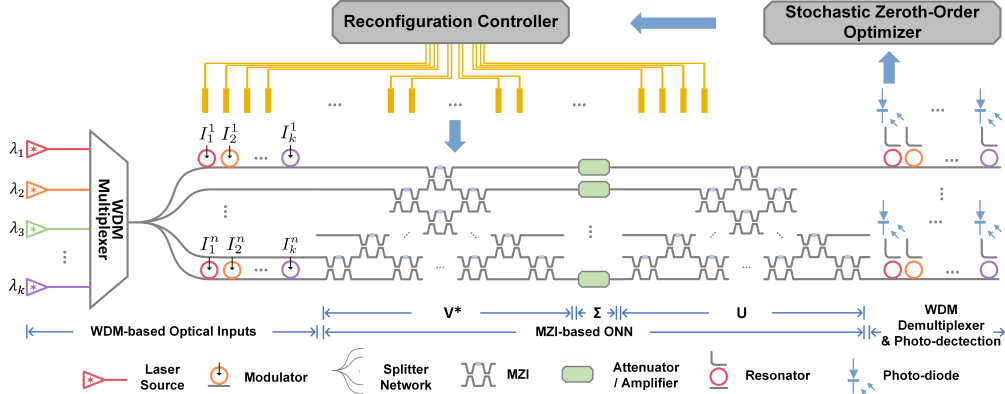 Reconfiguration Controller
Stochastic Zeroth-Order
Optimizer
...
...
...
...
I₁¹ I₂¹ ... Iₖ¹
λ₁
λ₂
λ₃
⋮
λₖ
WDM
Multiplexer
⋮
I₁ⁿ I₂ⁿ ... Iₖⁿ
V* Σ U
WDM-based Optical Inputs
MZI-based ONN
WDM
Demultiplexer
& Photo-dectection
Laser
Source
Modulator
Splitter
Network
MZI
Attenuator
/ Amplifier
Resonator
Photo-diode